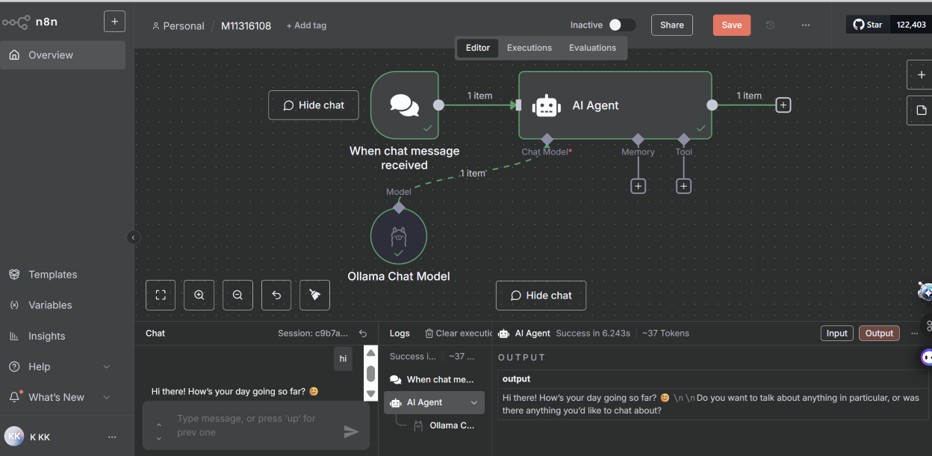 n8n
Personal / M11316108 + Add tag
Inactive
Share
Save
Star 122,403
Overview
Editor Executions Evaluations
Hide chat
1 item
AI Agent
1 item
When chat message
received
Chat Model*
Memory
Tool
1 item
Model
Ollama Chat Model
Hide chat
Templates
Variables
Insights
Help
What's New
KK
K KK
Chat
Session: c9b7a...
hi
Hi there! How's your day going so far? 😊
Type message, or press 'up' for
prev one
Logs
Clear executi
Success i...
~37 ...
When chat me...
AI Agent
Ollama C...
AI Agent Success in 6.243s ~37 Tokens
Input
Output
OUTPUT
output
Hi there! How's your day going so far? 😊 \n\nDo you want to talk about anything in particular, or was
there anything you'd like to chat about?